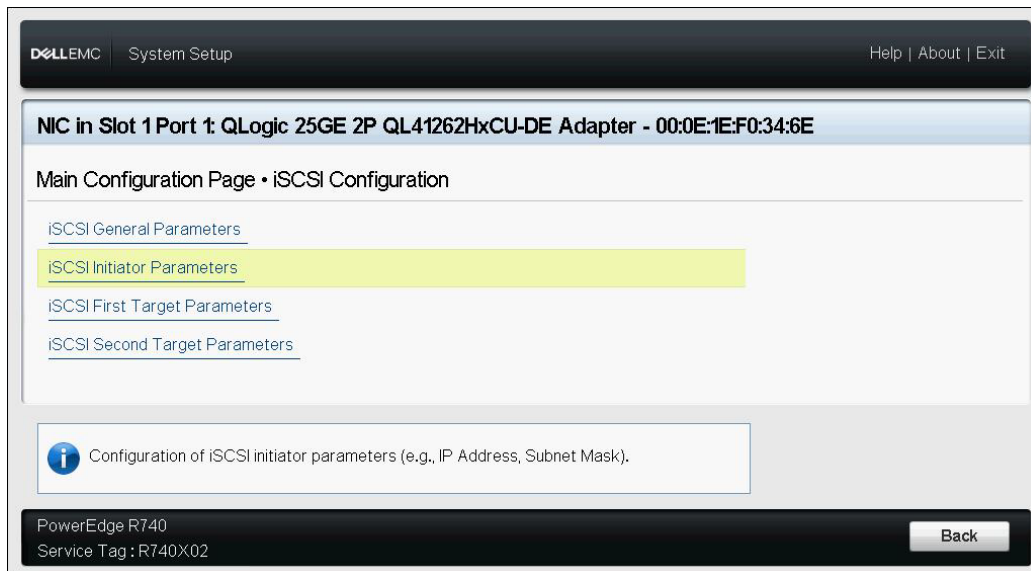 DELLEMC System Setup Help | About | Exit
NIC in Slot 1 Port 1: QLogic 25GE 2P QL41262HxCU-DE Adapter - 00:0E:1E:F0:34:6E
Main Configuration Page • iSCSI Configuration
iSCSI General Parameters
iSCSI Initiator Parameters
iSCSI First Target Parameters
iSCSI Second Target Parameters
Configuration of iSCSI initiator parameters (e.g., IP Address, Subnet Mask).
PowerEdge R740
Service Tag : R740X02
Back